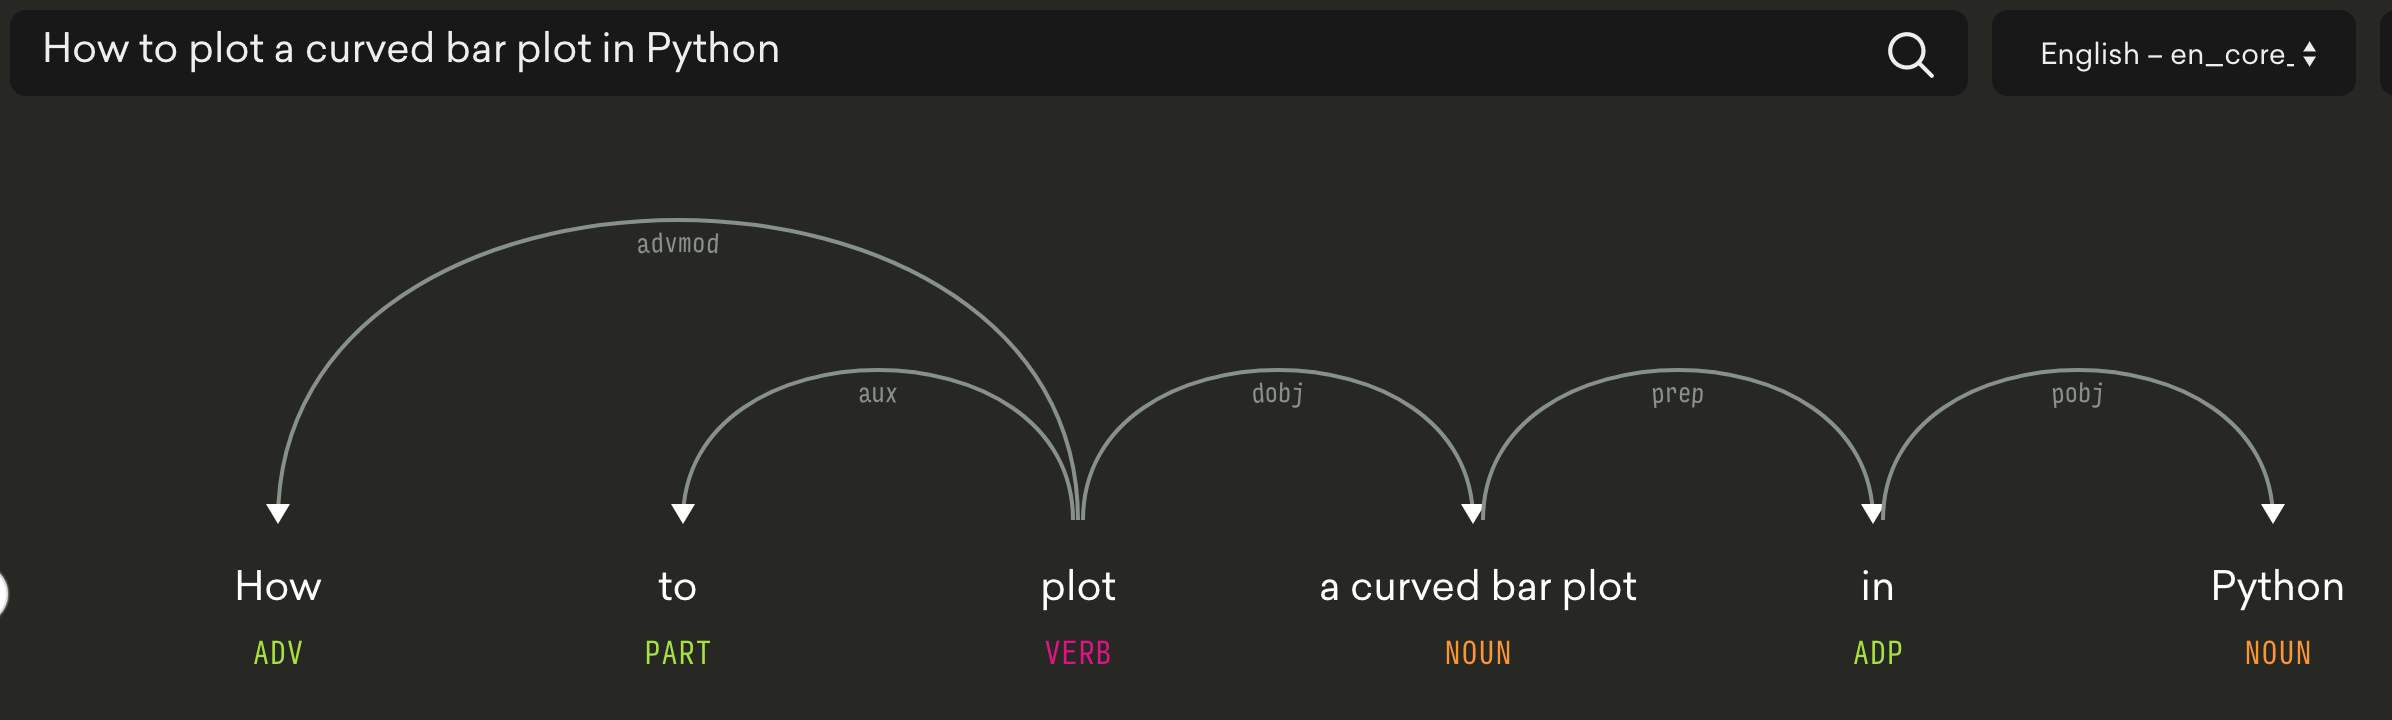 How to plot a curved bar plot in Python
English – en_core_
advmod
aux dobj prep pobj
How to plot a curved bar plot in Python
ADV PART VERB NOUN ADP NOUN